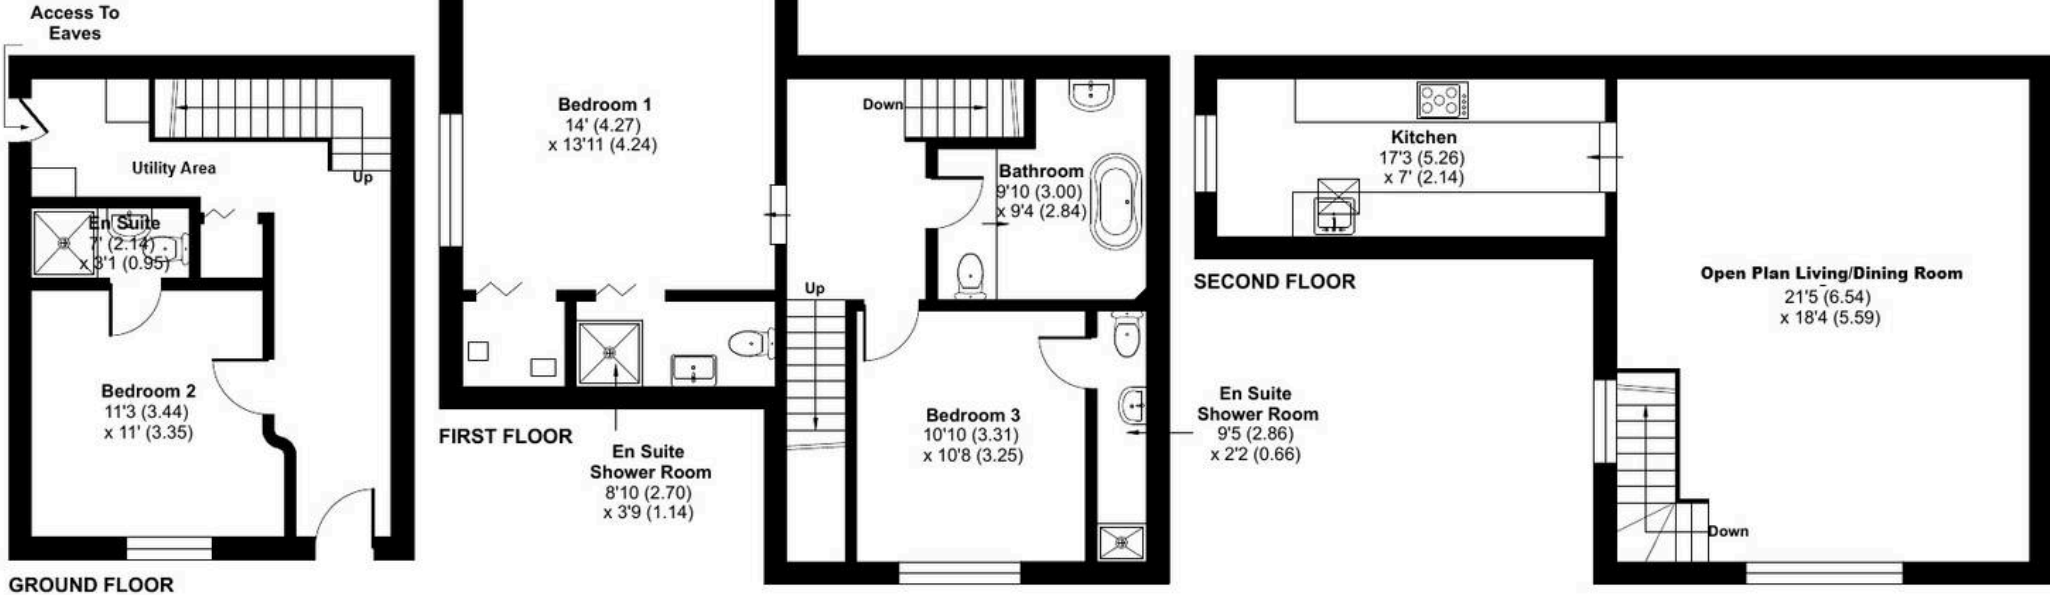 Access To
Eaves
Utility Area
Up
En Suite
7' (2.14)
x 3'1 (0.95)
Bedroom 2
11'3 (3.44)
x 11' (3.35)
GROUND FLOOR
Bedroom 1
14' (4.27)
x 13'11 (4.24)
Down
Bathroom
9'10 (3.00)
x 9'4 (2.84)
Up
Bedroom 3
10'10 (3.31)
x 10'8 (3.25)
FIRST FLOOR
En Suite
Shower Room
8'10 (2.70)
x 3'9 (1.14)
En Suite
Shower Room
9'5 (2.86)
x 2'2 (0.66)
Kitchen
17'3 (5.26)
x 7' (2.14)
SECOND FLOOR
Open Plan Living/Dining Room
21'5 (6.54)
x 18'4 (5.59)
Down